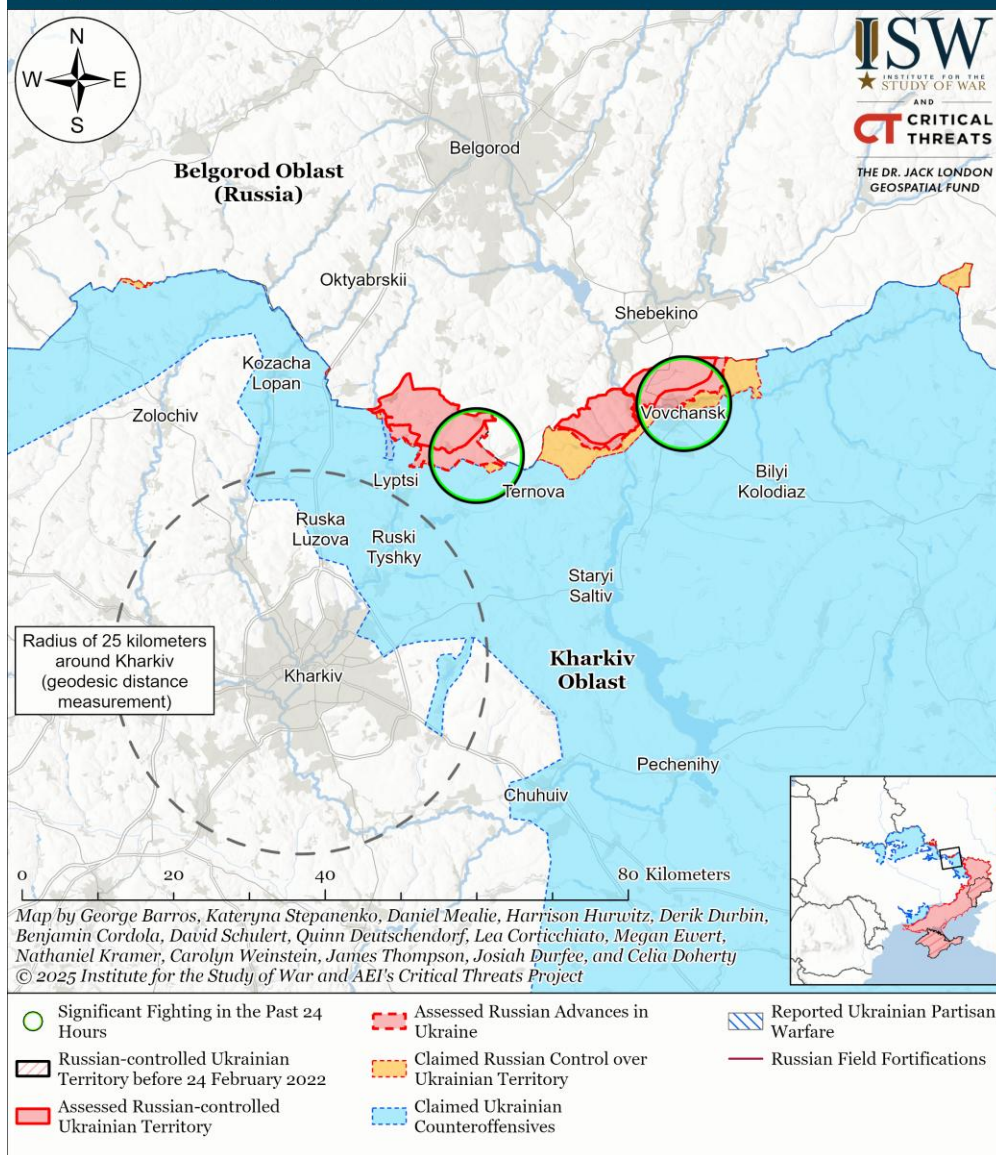 N
W
E
S
ISW
INSTITUTE FOR THE
STUDY OF WAR
AND
CT CRITICAL
THREATS
THE DR. JACK LONDON
GEOSPATIAL FUND
Belgorod
Belgorod Oblast
(Russia)
Oktyabrskii
Shebekino
Kozacha
Lopan
Zolochiv
Vovchansk
Lyptsi
Ternova
Bilyi
Kolodiaz
Ruska
Luzova
Ruski
Tyshky
Staryi
Saltiv
Radius of 25 kilometers
around Kharkiv
(geodesic distance
measurement)
Kharkiv
Kharkiv
Oblast
Pechenihy
Chuhuiv
0 20 40 80 Kilometers
Map by George Barros, Kateryna Stepanenko, Daniel Mealie, Harrison Hurwitz, Derik Durbin,
Benjamin Cordola, David Schulert, Quinn Deutschendorf, Lea Corticchiato, Megan Ewert,
Nathaniel Kramer, Carolyn Weinstein, James Thompson, Josiah Durfee, and Celia Doherty
© 2025 Institute for the Study of War and AEI's Critical Threats Project
Significant Fighting in the Past 24
Hours
Russian-controlled Ukrainian
Territory before 24 February 2022
Assessed Russian-controlled
Ukrainian Territory
Assessed Russian Advances in
Ukraine
Claimed Russian Control over
Ukrainian Territory
Claimed Ukrainian
Counteroffensives
Reported Ukrainian Partisan
Warfare
Russian Field Fortifications